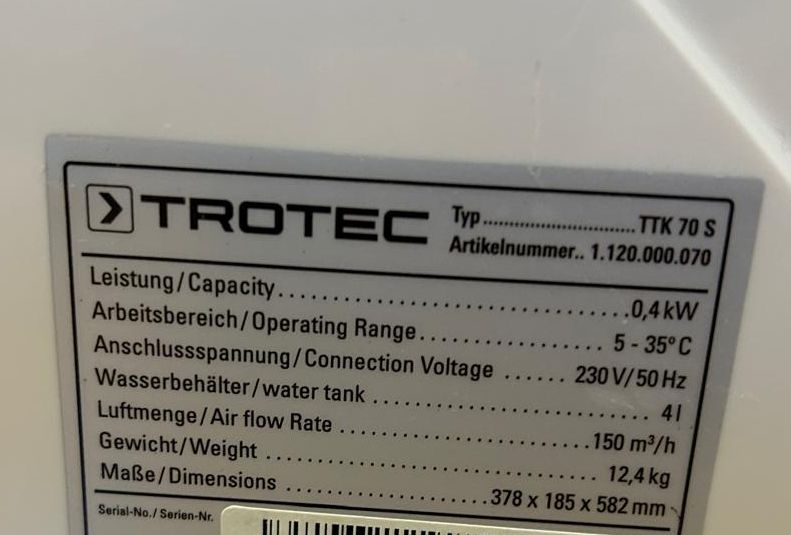 TROTEC
Typ..............................TTK 70 S
Artikelnummer.. 1.120.000.070
Leistung/Capacity..................................0,4 kW
Arbeitsbereich/Operating Range................. 5 - 35° C
Anschlussspannung/Connection Voltage ...... 230 V/50 Hz
Wasserbehälter/water tank ............................ 4 l
Luftmenge/Air flow Rate .........................150 m³/h
Gewicht/Weight .................................. 12,4 kg
Maße/Dimensions .....................378 x 185 x 582 mm
Serial-No./ Serien-Nr.